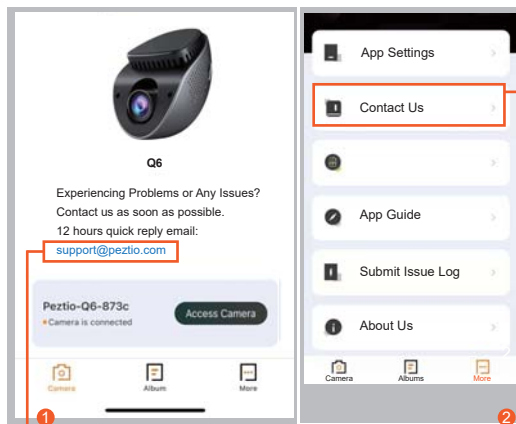 Q6
Experiencing Problems or Any Issues?
Contact us as soon as possible.
12 hours quick reply email:
support@peztio.com
Peztio-Q6-873c
Camera is connected
Access Camera
Camera
Album
More
1
App Settings
Contact Us
App Guide
Submit Issue Log
About Us
Camera
Albums
More
2